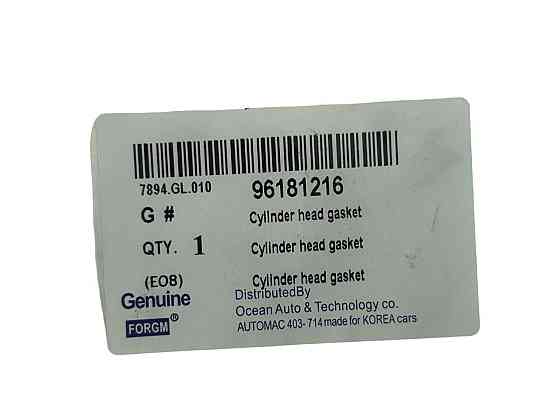 7894.GL.010 96181216
G # Cylinder head gasket
QTY. 1 Cylinder head gasket
(EOB) Cylinder head gasket
Genuine DistributedBy
FORGM ® Ocean Auto & Technology co.
AUTOMAC 403-714 made for KOREA cars